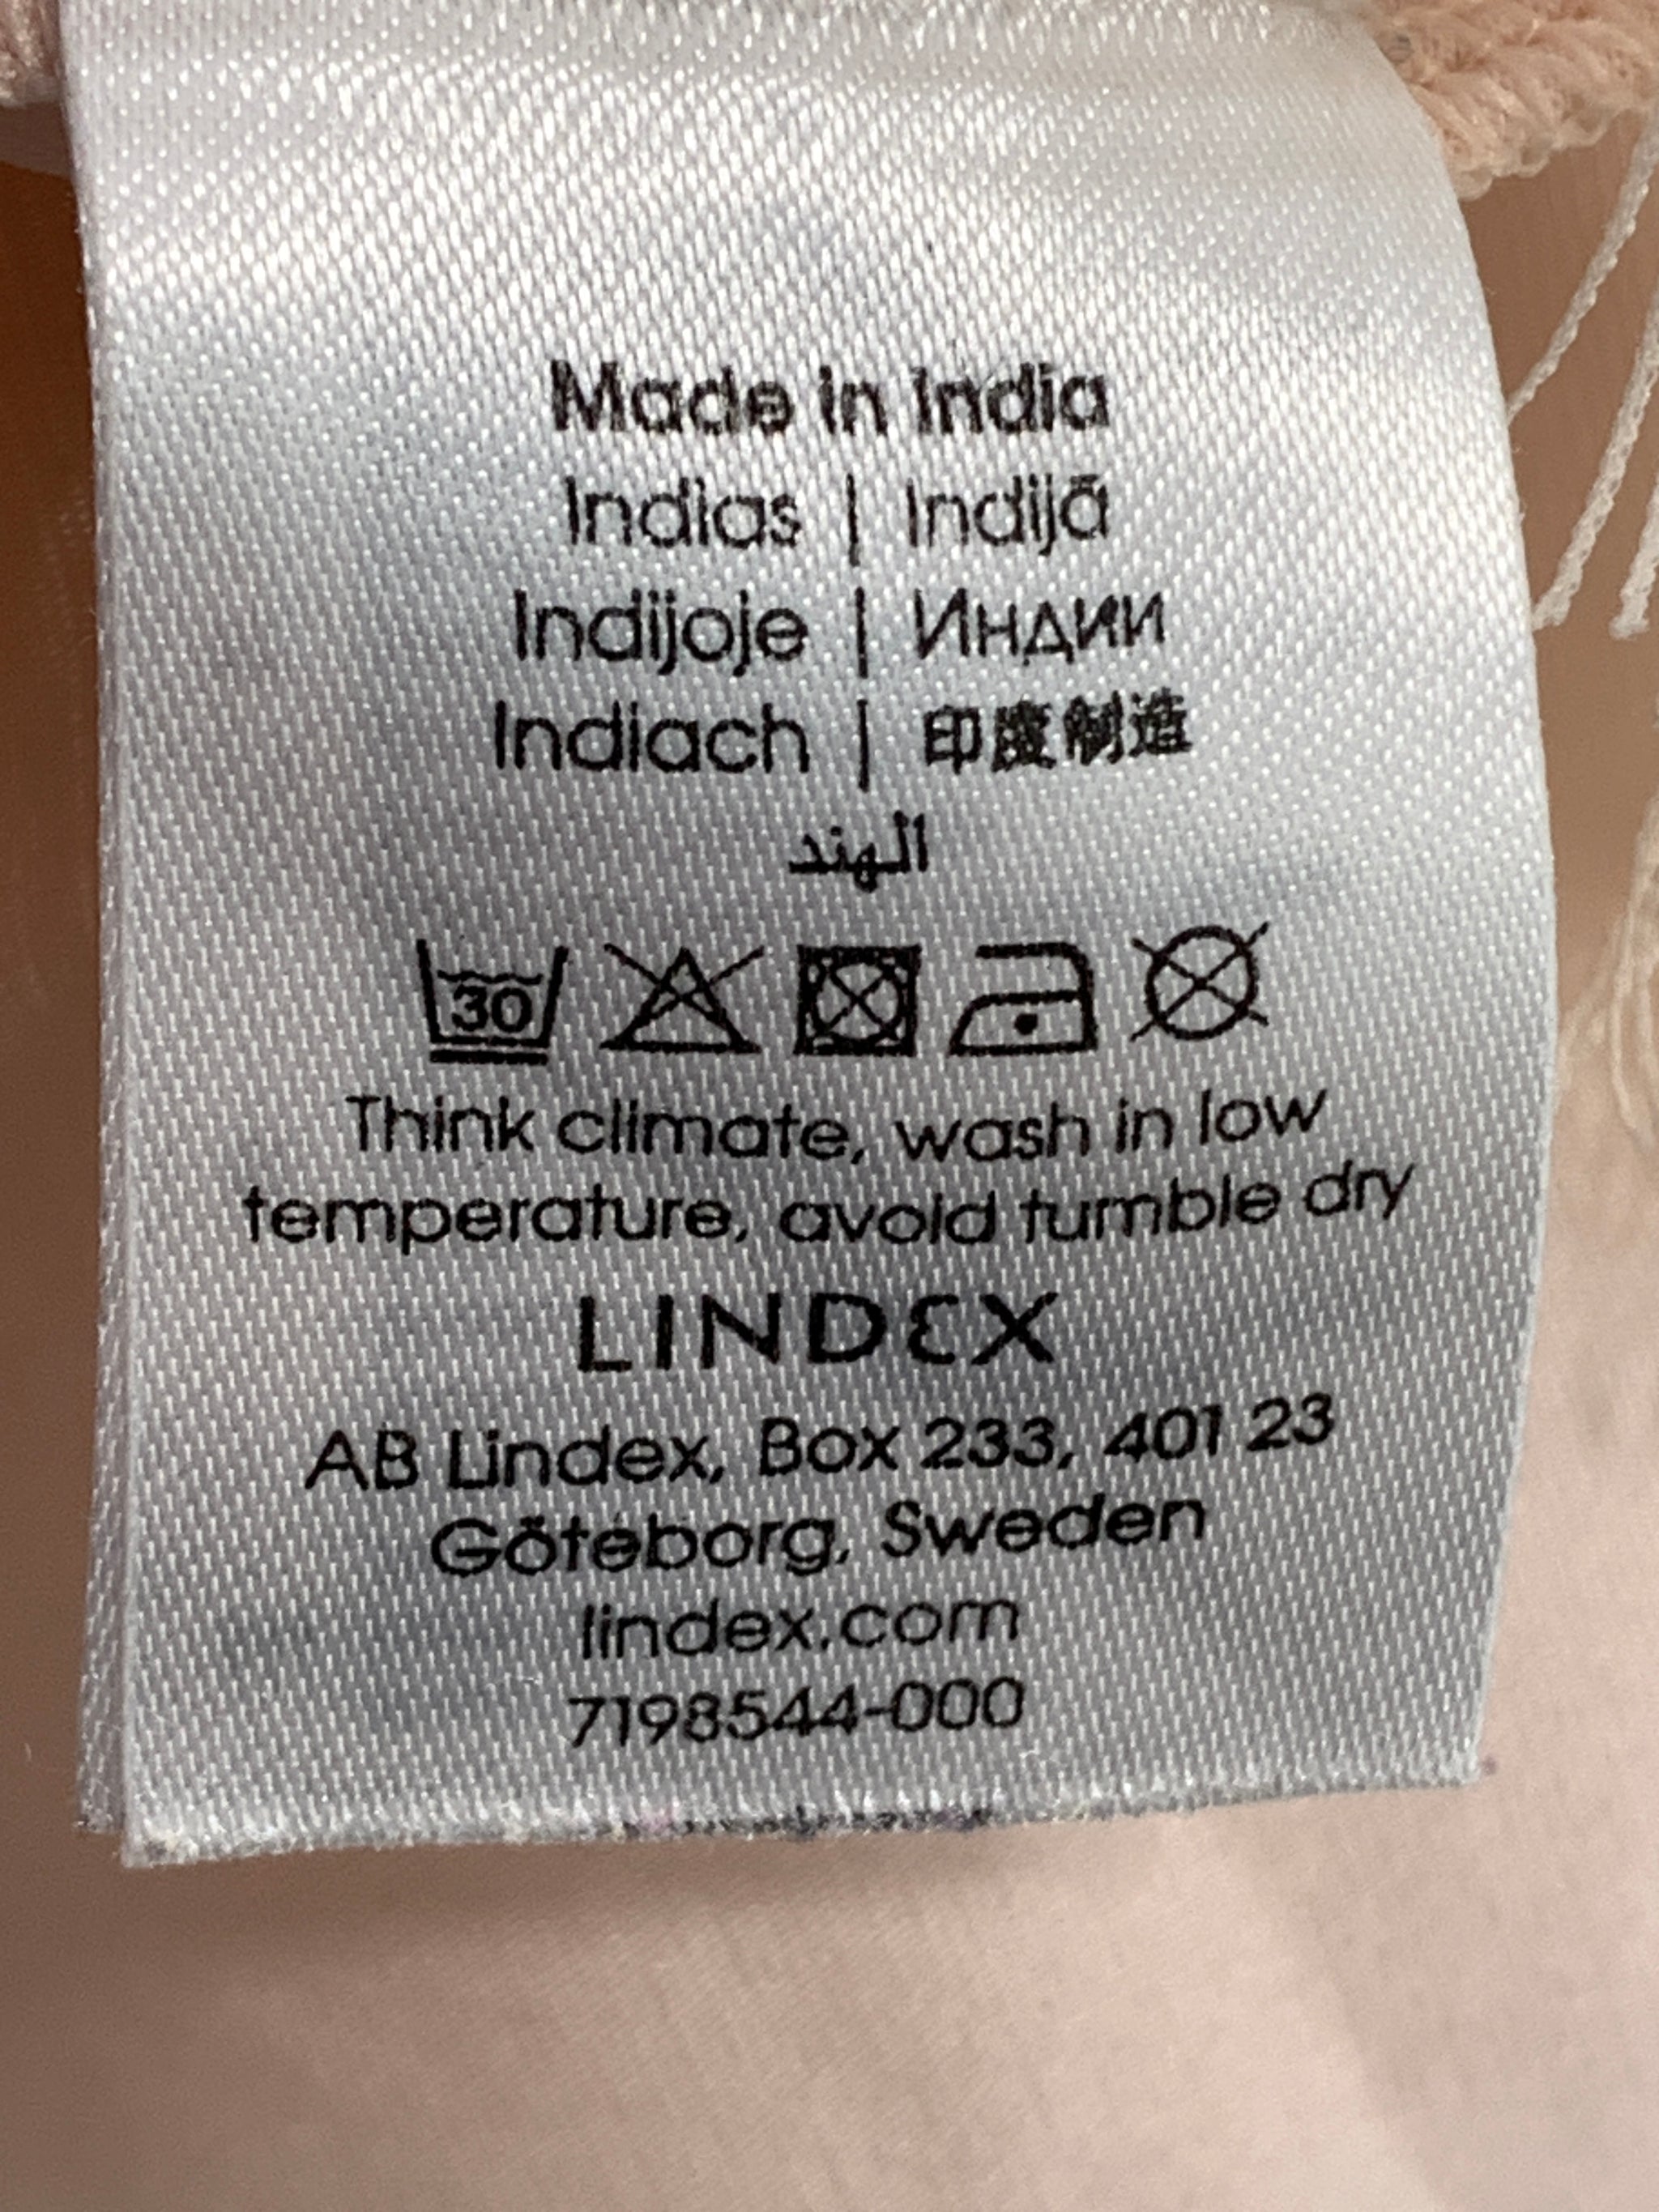 Made in India
Indias | Indijā
Indijoje | Индии
Indiach | 印度制造
الهند
30
Think climate, wash in low
temperature, avoid tumble dry
LINDEX
AB Lindex, Box 233, 401 23
Göteborg, Sweden
lindex.com
7198544-000